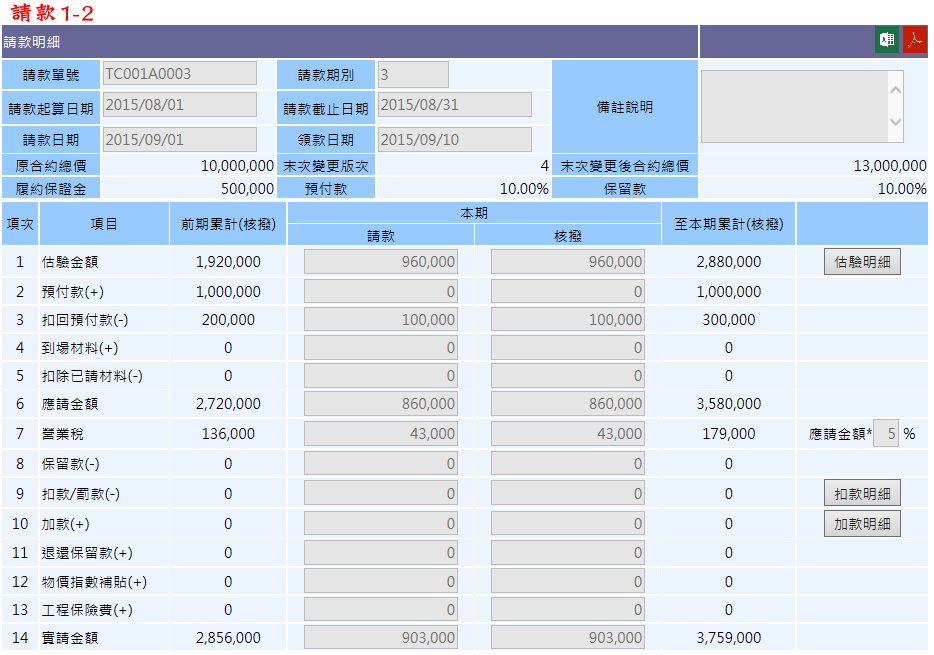 請款1-2
請款明細
請款單號 TC001A0003 請款期別 3 備註說明
請款起算日期 2015/08/01 請款截止日期 2015/08/31
請款日期 2015/09/01 領款日期 2015/09/10
原合約總價 10,000,000 末次變更版次 4 末次變更後合約總價 13,000,000
履約保證金 500,000 預付款 10.00% 保留款 10.00%
項次 項目 前期累計(核撥) 本期 至本期累計(核撥)
請款 核撥
1 估驗金額 1,920,000 960,000 960,000 2,880,000 估驗明細
2 預付款(+) 1,000,000 0 0 1,000,000
3 扣回預付款(-) 200,000 100,000 100,000 300,000
4 到場材料(+) 0 0 0 0
5 扣除已請材料(-) 0 0 0 0
6 應請金額 2,720,000 860,000 860,000 3,580,000
7 營業稅 136,000 43,000 43,000 179,000 應請金額* 5 %
8 保留款(-) 0 0 0 0
9 扣款/罰款(-) 0 0 0 0 扣款明細
10 加款(+) 0 0 0 0 加款明細
11 退還保留款(+) 0 0 0 0
12 物價指數補貼(+) 0 0 0 0
13 工程保險費(+) 0 0 0 0
14 實請金額 2,856,000 903,000 903,000 3,759,000